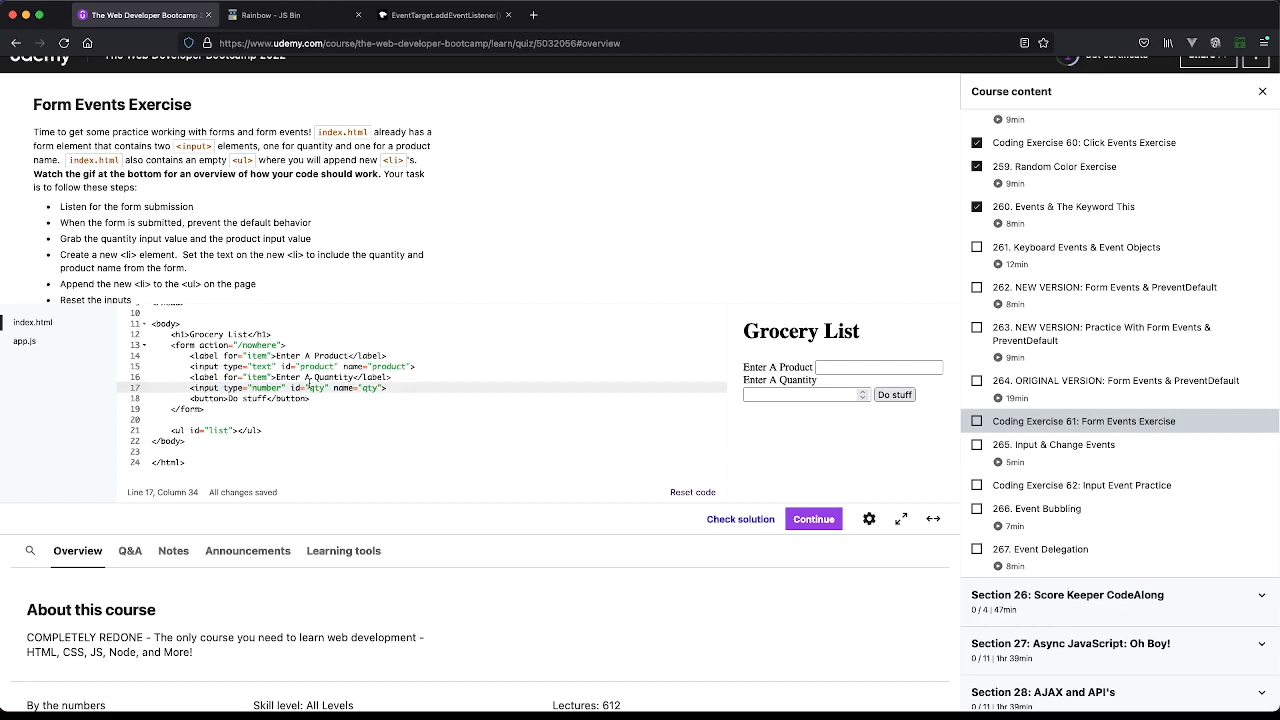 The Web Developer Bootcamp 2
Rainbow - JS Bin
EventTarget.addEventListener()
https://www.udemy.com/course/the-web-developer-bootcamp/learn/quiz/5032056#overview
Form Events Exercise
Time to get some practice working with forms and form events! index.html already has a
form element that contains two <input> elements, one for quantity and one for a product
name. index.html also contains an empty <ul> where you will append new <li> 's.
Watch the gif at the bottom for an overview of how your code should work. Your task
is to follow these steps:
Listen for the form submission
When the form is submitted, prevent the default behavior
Grab the quantity input value and the product input value
Create a new <li> element. Set the text on the new <li> to include the quantity and
product name from the form.
Append the new <li> to the <ul> on the page
Reset the inputs
index.html
app.js
10
11 <body>
12 <h1>Grocery List</h1>
13 <form action="/nowhere">
14 <label for="item">Enter A Product</label>
15 <input type="text" id="product" name="product">
16 <label for="item">Enter A Quantity</label>
17 <input type="number" id="qty" name="qty">
18 <button>Do stuff</button>
19 </form>
20
21 <ul id="list"></ul>
22 </body>
23
24 </html>
Line 17, Column 34 All changes saved
Reset code
Grocery List
Enter A Product
Enter A Quantity
Do stuff
Check solution
Continue
Overview
Q&A
Notes
Announcements
Learning tools
About this course
COMPLETELY REDONE - The only course you need to learn web development -
HTML, CSS, JS, Node, and More!
By the numbers
Skill level: All Levels
Lectures: 612
Course content
9min
Coding Exercise 60: Click Events Exercise
259. Random Color Exercise
9min
260. Events & The Keyword This
8min
261. Keyboard Events & Event Objects
12min
262. NEW VERSION: Form Events & PreventDefault
8min
263. NEW VERSION: Practice With Form Events &
PreventDefault
9min
264. ORIGINAL VERSION: Form Events & PreventDefault
19min
Coding Exercise 61: Form Events Exercise
265. Input & Change Events
5min
Coding Exercise 62: Input Event Practice
266. Event Bubbling
7min
267. Event Delegation
8min
Section 26: Score Keeper CodeAlong
0 / 4 | 47min
Section 27: Async JavaScript: Oh Boy!
0 / 11 | 1hr 39min
Section 28: AJAX and API's
0 / 11 | 1hr 39min